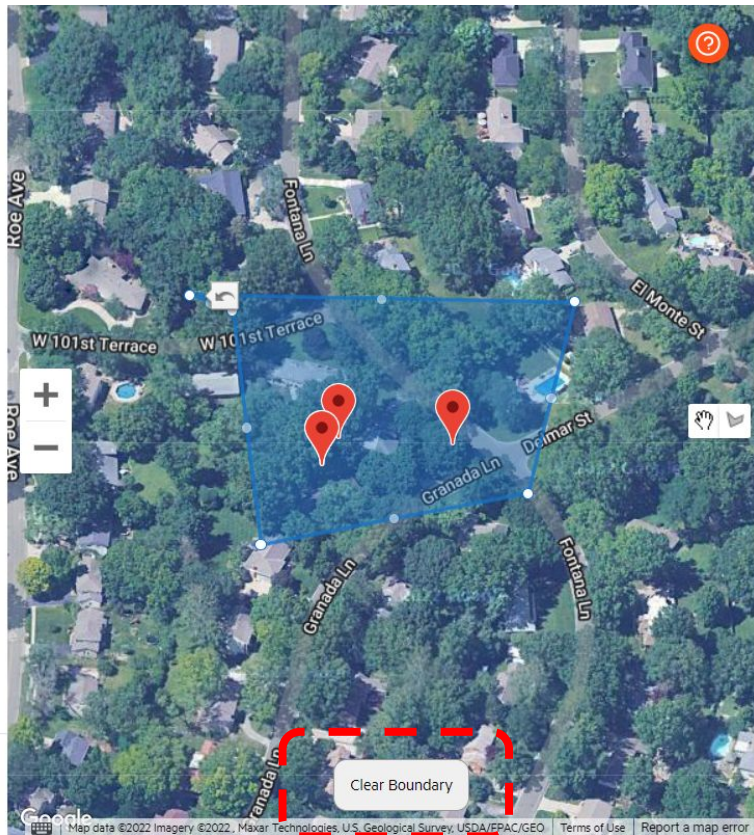 Roe Ave
Fontana Ln
El Monte St
W 101st Terrace
W 101st Terrace
+
−
Roe Ave
Delmar St
Granada Ln
Fontana Ln
Granada Ln
Granada Ln
Clear Boundary
Google
Map data ©2022 Imagery ©2022 , Maxar Technologies, U.S. Geological Survey, USDA/FPAC/GEO Terms of Use Report a map error